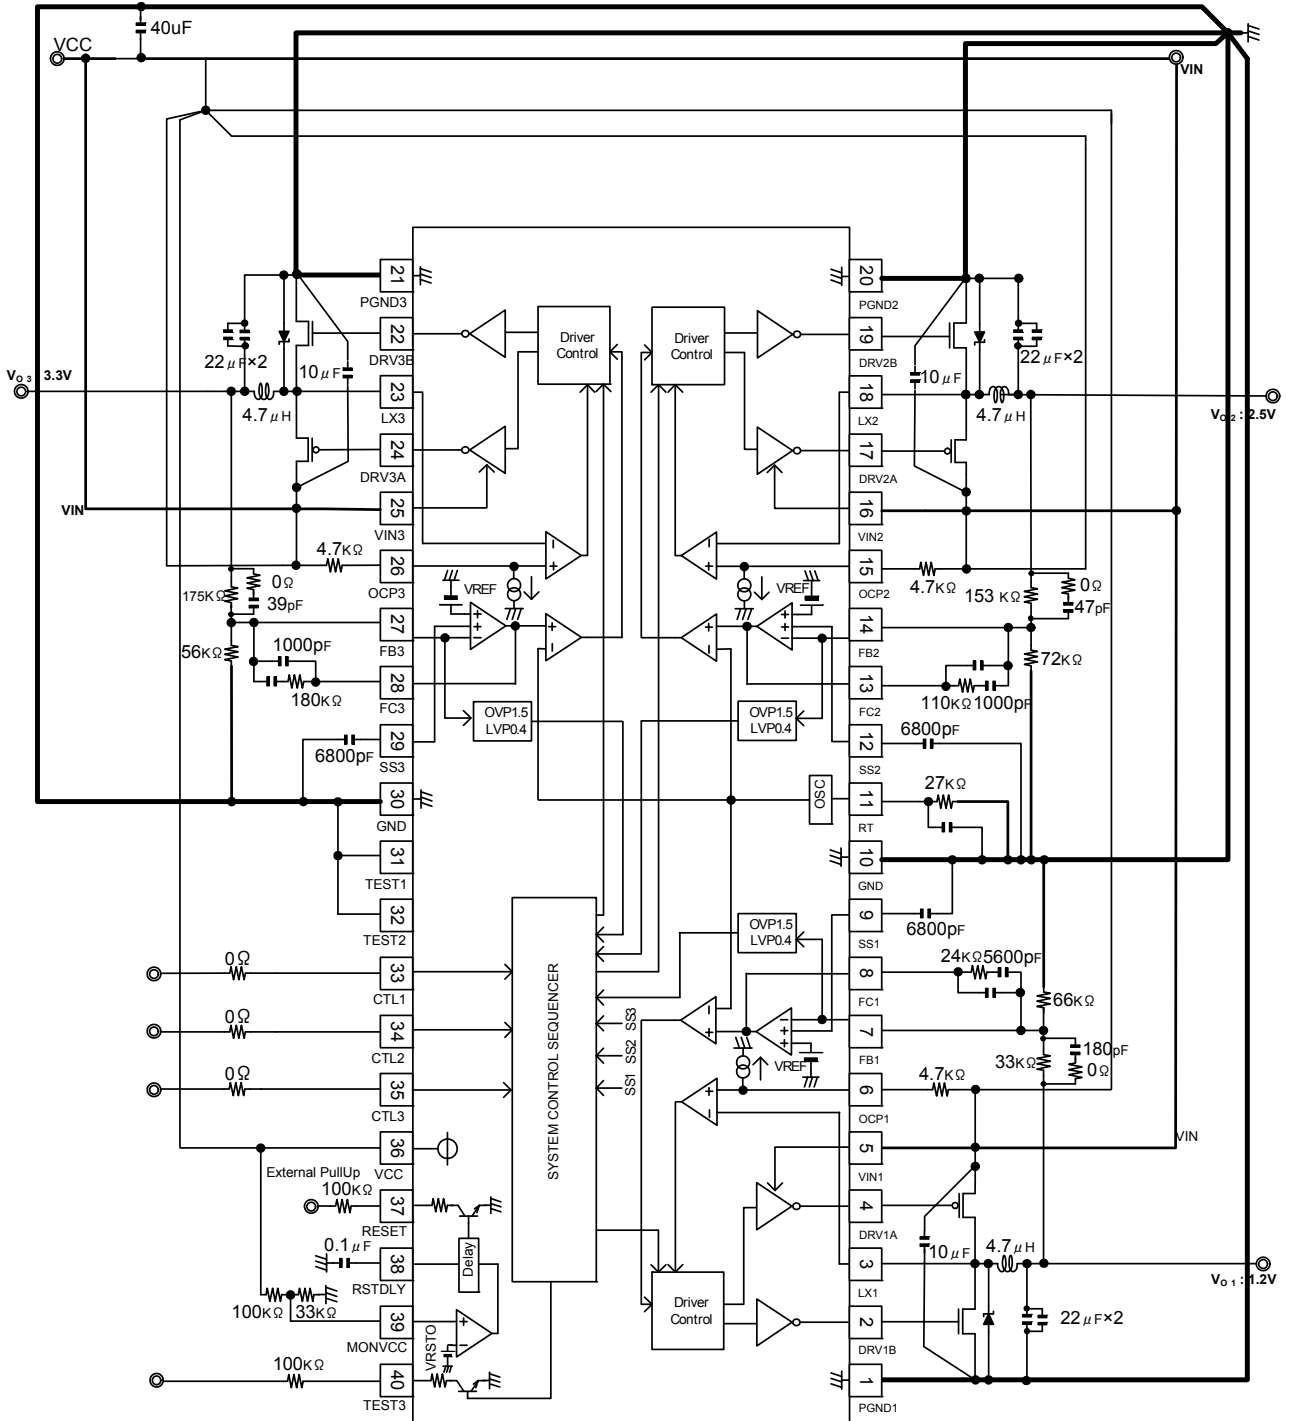 40uF
VCC
VIN
21
PGND3
20
PGND2
22
DRV3B
Driver
Control
Driver
Control
19
DRV2B
22μF×2
10μF
10μF
22μF×2
VO 3 3.3V
4.7μH
23
LX3
18
LX2
4.7μH
VO 2 : 2.5V
24
DRV3A
17
DRV2A
VIN
25
VIN3
16
VIN2
4.7KΩ
26
OCP3
15
OCP2
4.7KΩ
0Ω
175KΩ
39pF
VREF
VREF
153 KΩ
0Ω
47pF
27
FB3
14
FB2
56KΩ
1000pF
72KΩ
180KΩ
28
FC3
13
FC2
110KΩ
1000pF
OVP1.5
LVP0.4
OVP1.5
LVP0.4
6800pF
29
SS3
12
SS2
6800pF
30
GND
OSC
11
RT
27KΩ
31
TEST1
10
GND
32
TEST2
OVP1.5
LVP0.4
9
SS1
6800pF
0Ω
33
CTL1
8
FC1
24KΩ
5600pF
66KΩ
0Ω
34
CTL2
SYSTEM CONTROL SEQUENCER
SS3
SS2
SS1
7
FB1
VREF
33KΩ
180pF
0Ω
0Ω
35
CTL3
6
OCP1
4.7KΩ
36
VCC
5
VIN1
VIN
External PullUp
100KΩ
37
RESET
4
DRV1A
0.1μF
38
RSTDLY
Delay
3
LX1
10μF
4.7μH
VO 1 : 1.2V
100KΩ
33KΩ
39
MONVCC
VRSTO
Driver
Control
2
DRV1B
22μF×2
100KΩ
40
TEST3
1
PGND1